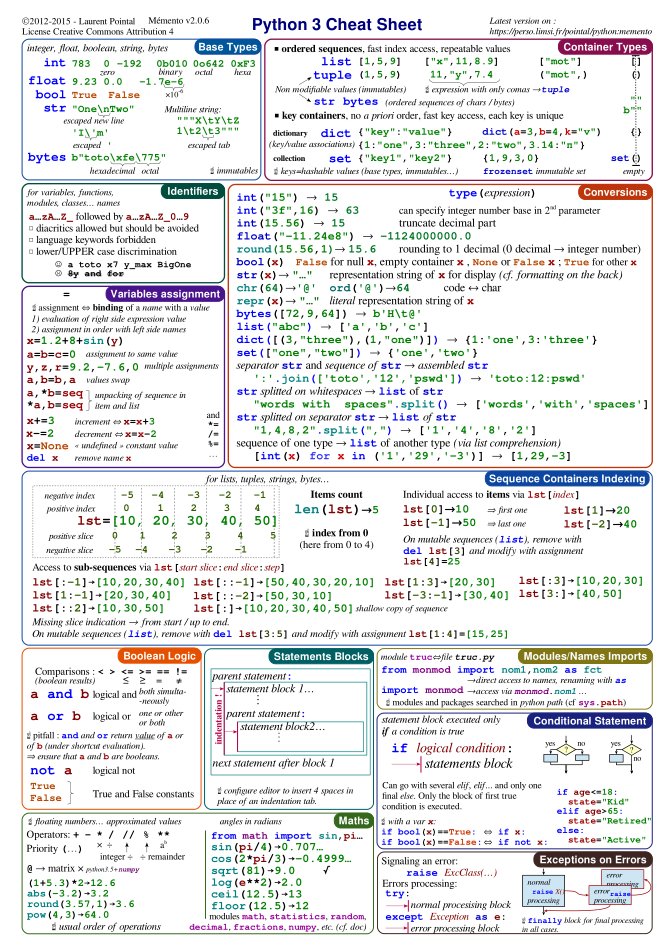 ©2012-2015 - Laurent Pointal Mémento v2.0.6
License Creative Commons Attribution 4
Python 3 Cheat Sheet
Latest version on :
https://perso.limsi.fr/pointal/python:memento
integer, float, boolean, string, bytes Base Types
int 783 0 -192 0b010 0o642 0xF3
zero binary octal hexa
float 9.23 0.0 -1.7e-6
bool True False ×10⁻⁶
str "One\nTwo" Multiline string:
escaped new line """X\tY\tZ
'I\'m' 1\t2\t3"""
escaped ' escaped tab
bytes b"toto\xfe\775"
hexadecimal octal ☝ immutables
Container Types
▪ ordered sequences, fast index access, repeatable values
list [1,5,9] ["x",11,8.9] ["mot"] []
tuple (1,5,9) 11,"y",7.4 ("mot",) ()
Non modifiable values (immutables) ☝ expression with only commas →tuple
str bytes (ordered sequences of chars / bytes) ""
b""
▪ key containers, no a priori order, fast key access, each key is unique
dictionary dict {"key":"value"} dict(a=3,b=4,k="v") {}
(key/value associations) {1:"one",3:"three",2:"two",3.14:"π"}
collection set {"key1","key2"} {1,9,3,0} set()
☝ keys=hashable values (base types, immutables…) frozenset immutable set empty
for variables, functions,
modules, classes… names
Identifiers
a…zA…Z_ followed by a…zA…Z_0…9
□ diacritics allowed but should be avoided
□ language keywords forbidden
□ lower/UPPER case discrimination
☺ a toto x7 y_max BigOne
☹ 8y and for
= Variables assignment
☝ assignment ⇔ binding of a name with a value
1) evaluation of right side expression value
2) assignment in order with left side names
x=1.2+8+sin(y)
a=b=c=0 assignment to same value
y,z,r=9.2,-7.6,0 multiple assignments
a,b=b,a values swap
a,*b=seq unpacking of sequence in
*a,b=seq item and list
x+=3 increment ⇔ x=x+3 and
*=
x-=2 decrement ⇔ x=x-2 /=
%=
x=None « undefined » constant value
del x remove name x …
Conversions
type(expression)
int("15") → 15
int("3f",16) → 63 can specify integer number base in 2nd parameter
int(15.56) → 15 truncate decimal part
float("-11.24e8") → -1124000000.0
round(15.56,1)→ 15.6 rounding to 1 decimal (0 decimal → integer number)
bool(x) False for null x, empty container x , None or False x ; True for other x
str(x)→ "…" representation string of x for display (cf. formatting on the back)
chr(64)→'@' ord('@')→64 code ↔ char
repr(x)→ "…" literal representation string of x
bytes([72,9,64]) → b'H\t@'
list("abc") → ['a','b','c']
dict([(3,"three"),(1,"one")]) → {1:'one',3:'three'}
set(["one","two"]) → {'one','two'}
separator str and sequence of str → assembled str
':'.join(['toto','12','pswd']) → 'toto:12:pswd'
str splitted on whitespaces → list of str
"words with  spaces".split() → ['words','with','spaces']
str splitted on separator str → list of str
"1,4,8,2".split(",") → ['1','4','8','2']
sequence of one type → list of another type (via list comprehension)
[int(x) for x in ('1','29','-3')] → [1,29,-3]
for lists, tuples, strings, bytes… Sequence Containers Indexing
negative index -5 -4 -3 -2 -1
positive index 0 1 2 3 4
lst=[10, 20, 30, 40, 50]
positive slice 0 1 2 3 4 5
negative slice -5 -4 -3 -2 -1
Items count
len(lst)→5
☝ index from 0
(here from 0 to 4)
Individual access to items via lst[index]
lst[0]→10 ⇒ first one lst[1]→20
lst[-1]→50 ⇒ last one lst[-2]→40
On mutable sequences (list), remove with
del lst[3] and modify with assignment
lst[4]=25
Access to sub-sequences via lst[start slice:end slice:step]
lst[:-1]→[10,20,30,40] lst[::-1]→[50,40,30,20,10] lst[1:3]→[20,30] lst[:3]→[10,20,30]
lst[1:-1]→[20,30,40] lst[::-2]→[50,30,10] lst[-3:-1]→[30,40] lst[3:]→[40,50]
lst[::2]→[10,30,50] lst[:]→[10,20,30,40,50] shallow copy of sequence
Missing slice indication → from start / up to end.
On mutable sequences (list), remove with del lst[3:5] and modify with assignment lst[1:4]=[15,25]
Boolean Logic
Comparisons : < > <= >= == !=
(boolean results) ≤ ≥ = ≠
a and b logical and both simulta-
-neously
a or b logical or one or other
or both
☝ pitfall : and and or return value of a or
of b (under shortcut evaluation).
⇒ ensure that a and b are booleans.
not a logical not
True
False True and False constants
Statements Blocks
parent statement:
statement block 1…
⋮
parent statement:
statement block2…
⋮
next statement after block 1
indentation !
☝ configure editor to insert 4 spaces in
place of an indentation tab.
module truc⇔file truc.py Modules/Names Imports
from monmod import nom1,nom2 as fct
→direct access to names, renaming with as
import monmod →access via monmod.nom1 …
☝ modules and packages searched in python path (cf sys.path)
statement block executed only
if a condition is true
Conditional Statement
if logical condition:
statements block
yes ? no yes ? no
Can go with several elif, elif... and only one
final else. Only the block of first true
condition is executed.
☝ with a var x:
if bool(x)==True: ⇔ if x:
if bool(x)==False: ⇔ if not x:
if age<=18:
state="Kid"
elif age>65:
state="Retired"
else:
state="Active"
☝ floating numbers… approximated values angles in radians Maths
Operators: + - * / // % **
Priority (…) × ÷ aᵇ
integer ÷ ÷ remainder
@ → matrix × python3.5+numpy
(1+5.3)*2→12.6
abs(-3.2)→3.2
round(3.57,1)→3.6
pow(4,3)→64.0
☝ usual order of operations
from math import sin,pi…
sin(pi/4)→0.707…
cos(2*pi/3)→-0.4999…
sqrt(81)→9.0 √
log(e**2)→2.0
ceil(12.5)→13
floor(12.5)→12
modules math, statistics, random,
decimal, fractions, numpy, etc. (cf. doc)
Exceptions on Errors
Signaling an error:
raise ExcClass(…)
Errors processing:
try:
normal procesising block
except Exception as e:
error processing block
normal
processing
raise X()
error
processing
error
processing
raise
☝ finally block for final processing
in all cases.